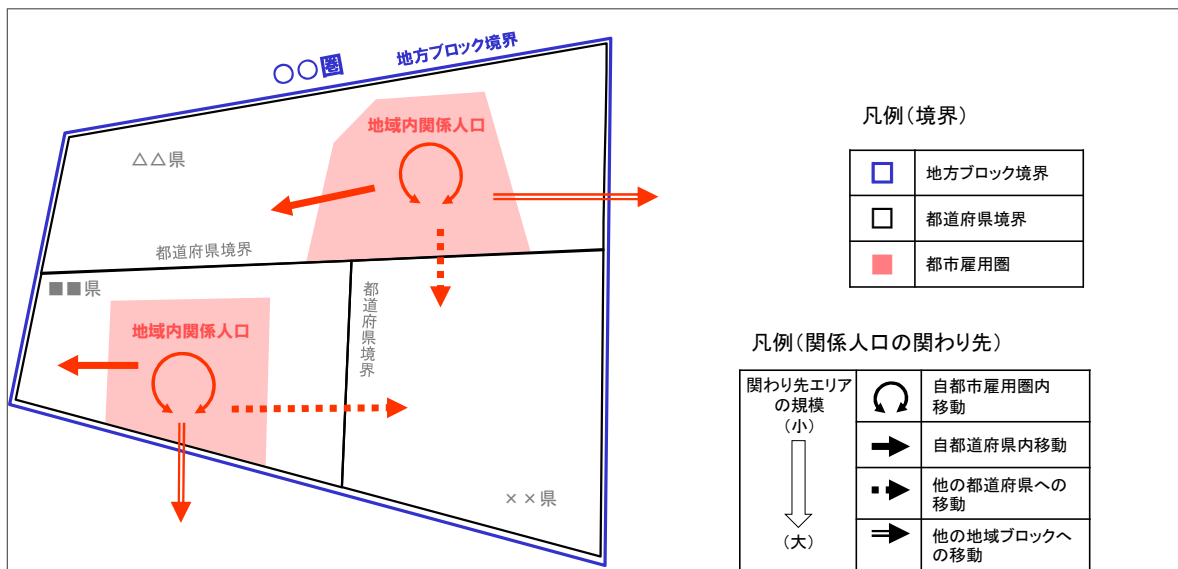 〇〇圏
地方ブロック境界
地域内関係人口
△△県
都道府県境界
■■県
地域内関係人口
都道府県境界
××県
凡例(境界)
地方ブロック境界
都道府県境界
都市雇用圏
凡例(関係人口の関わり先)
関わり先エリア
の規模
(小)
(大)
自都市雇用圏内
移動
自都道府県内移動
他の都道府県への
移動
他の地域ブロックへ
の移動